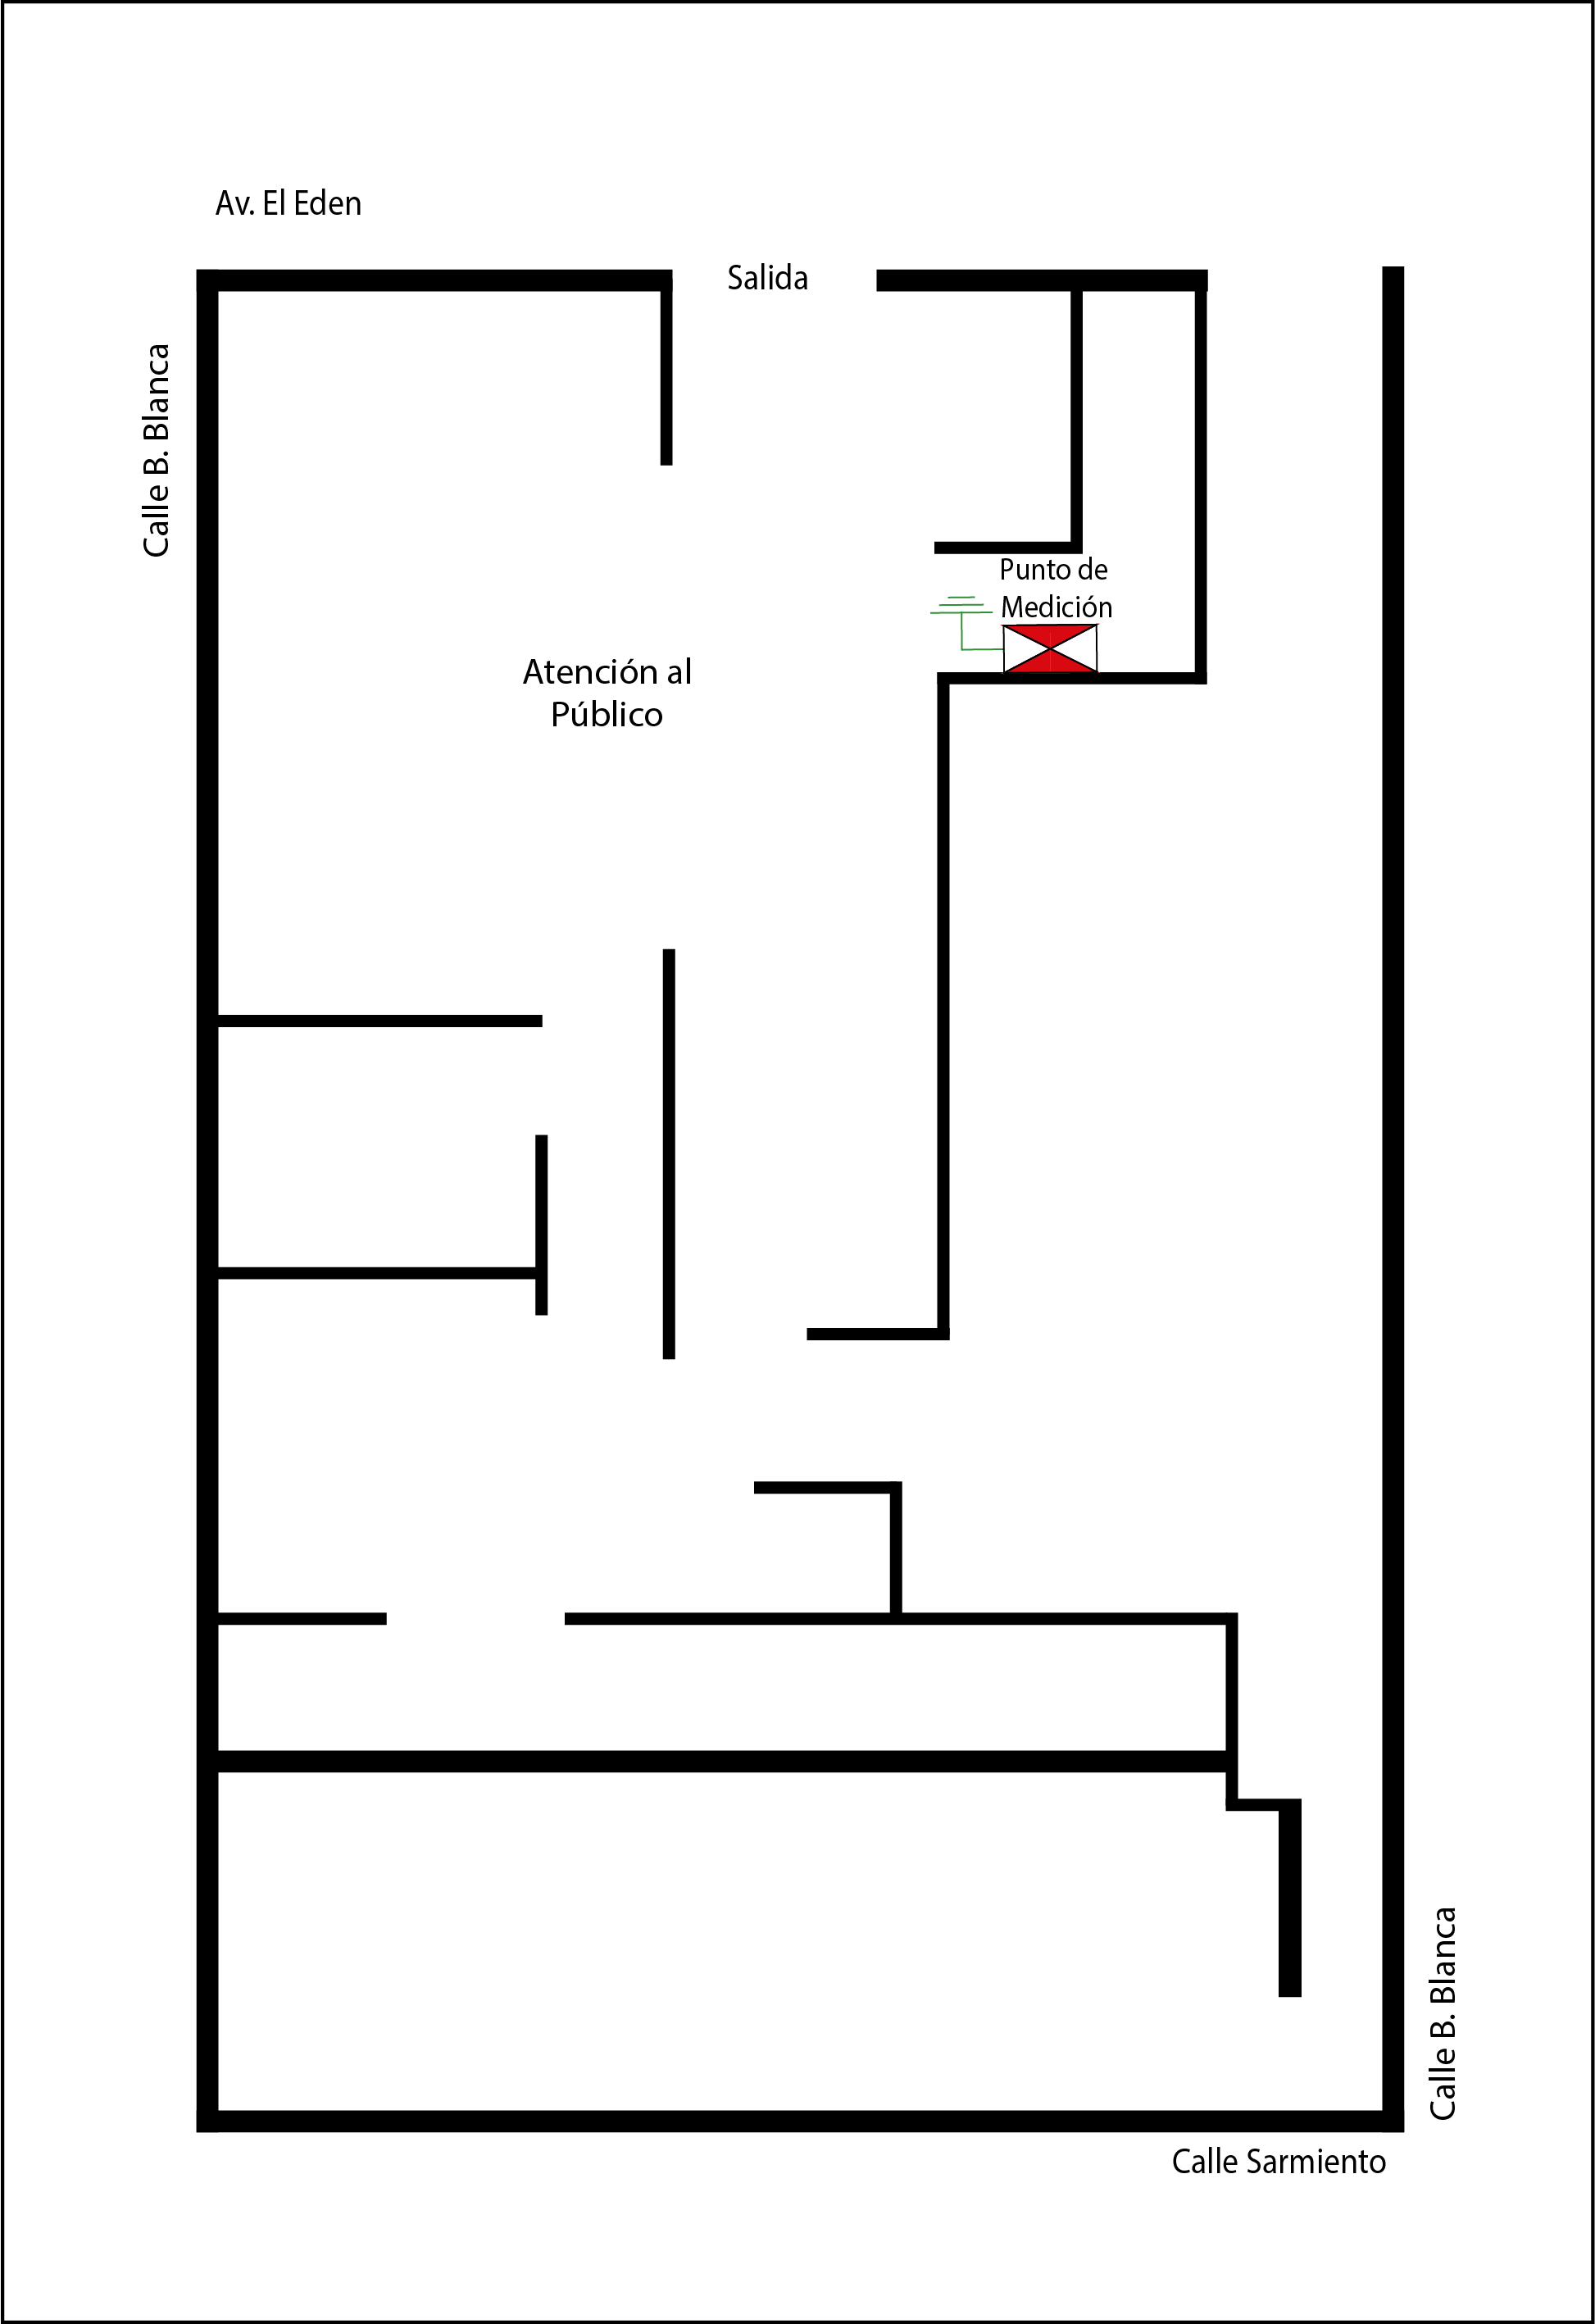 Av. El Eden
Salida
Calle B. Blanca
Punto de
Medición
Atención al
Público
Calle B. Blanca
Calle Sarmiento